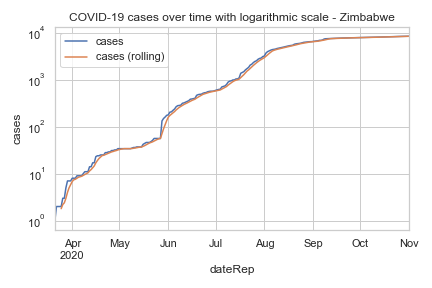 COVID-19 cases over time with logarithmic scale - Zimbabwe
cases
cases (rolling)
10⁴
10³
10²
10¹
10⁰
cases
Apr May Jun Jul Aug Sep Oct Nov
2020
dateRep